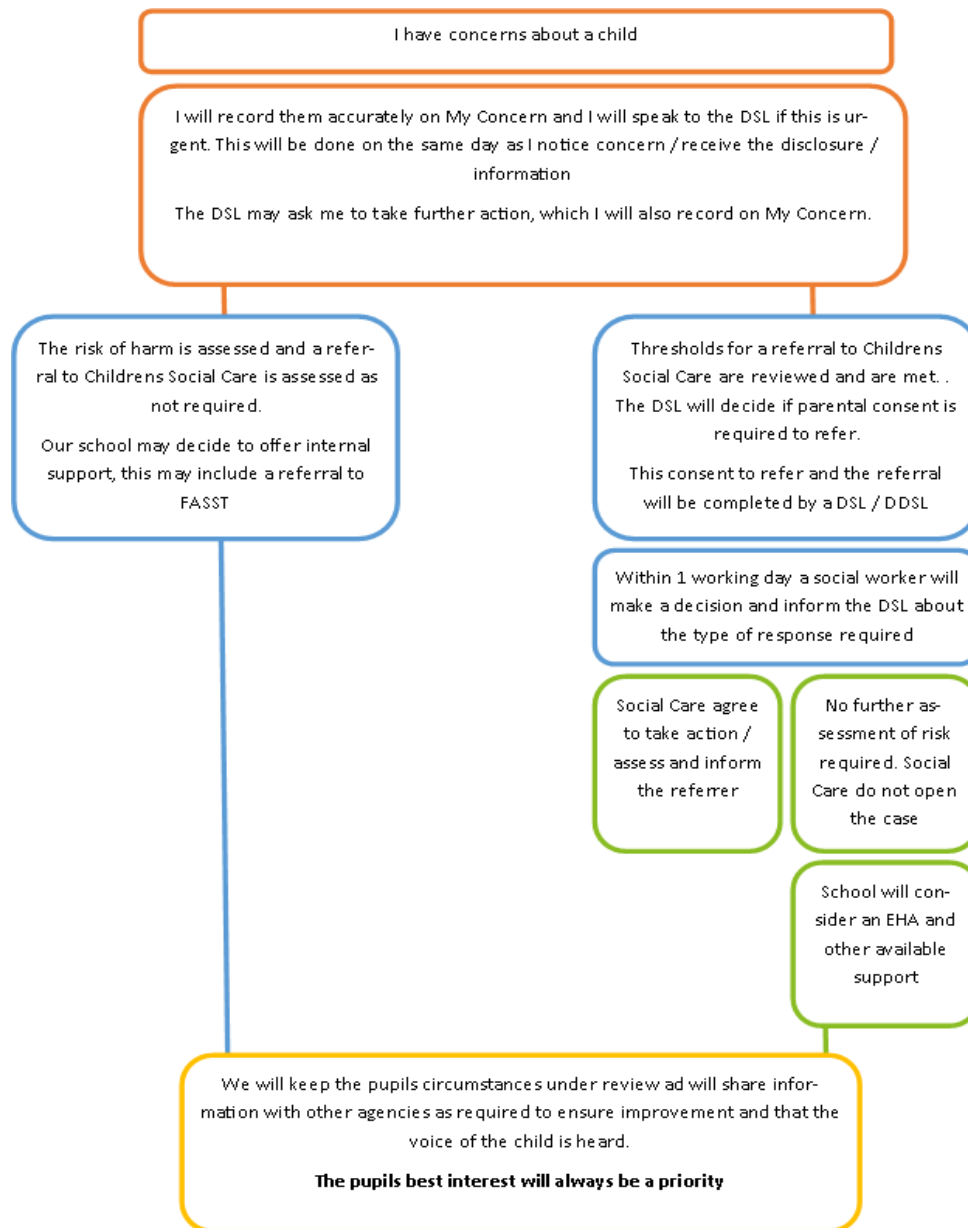 I have concerns about a child
I will record them accurately on My Concern and I will speak to the DSL if this is ur-
gent. This will be done on the same day as I notice concern / receive the disclosure /
information
The DSL may ask me to take further action, which I will also record on My Concern.
The risk of harm is assessed and a refer-
ral to Childrens Social Care is assessed as
not required.
Our school may decide to offer internal
support, this may include a referral to
FASST
Thresholds for a referral to Childrens
Social Care are reviewed and are met. .
The DSL will decide if parental consent is
required to refer.
This consent to refer and the referral
will be completed by a DSL / DDSL
Within 1 working day a social worker will
make a decision and inform the DSL about
the type of response required
Social Care agree
to take action /
assess and inform
the referrer
No further as-
sessment of risk
required. Social
Care do not open
the case
School will con-
sider an EHA and
other available
support
We will keep the pupils circumstances under review ad will share infor-
mation with other agencies as required to ensure improvement and that the
voice of the child is heard.
The pupils best interest will always be a priority